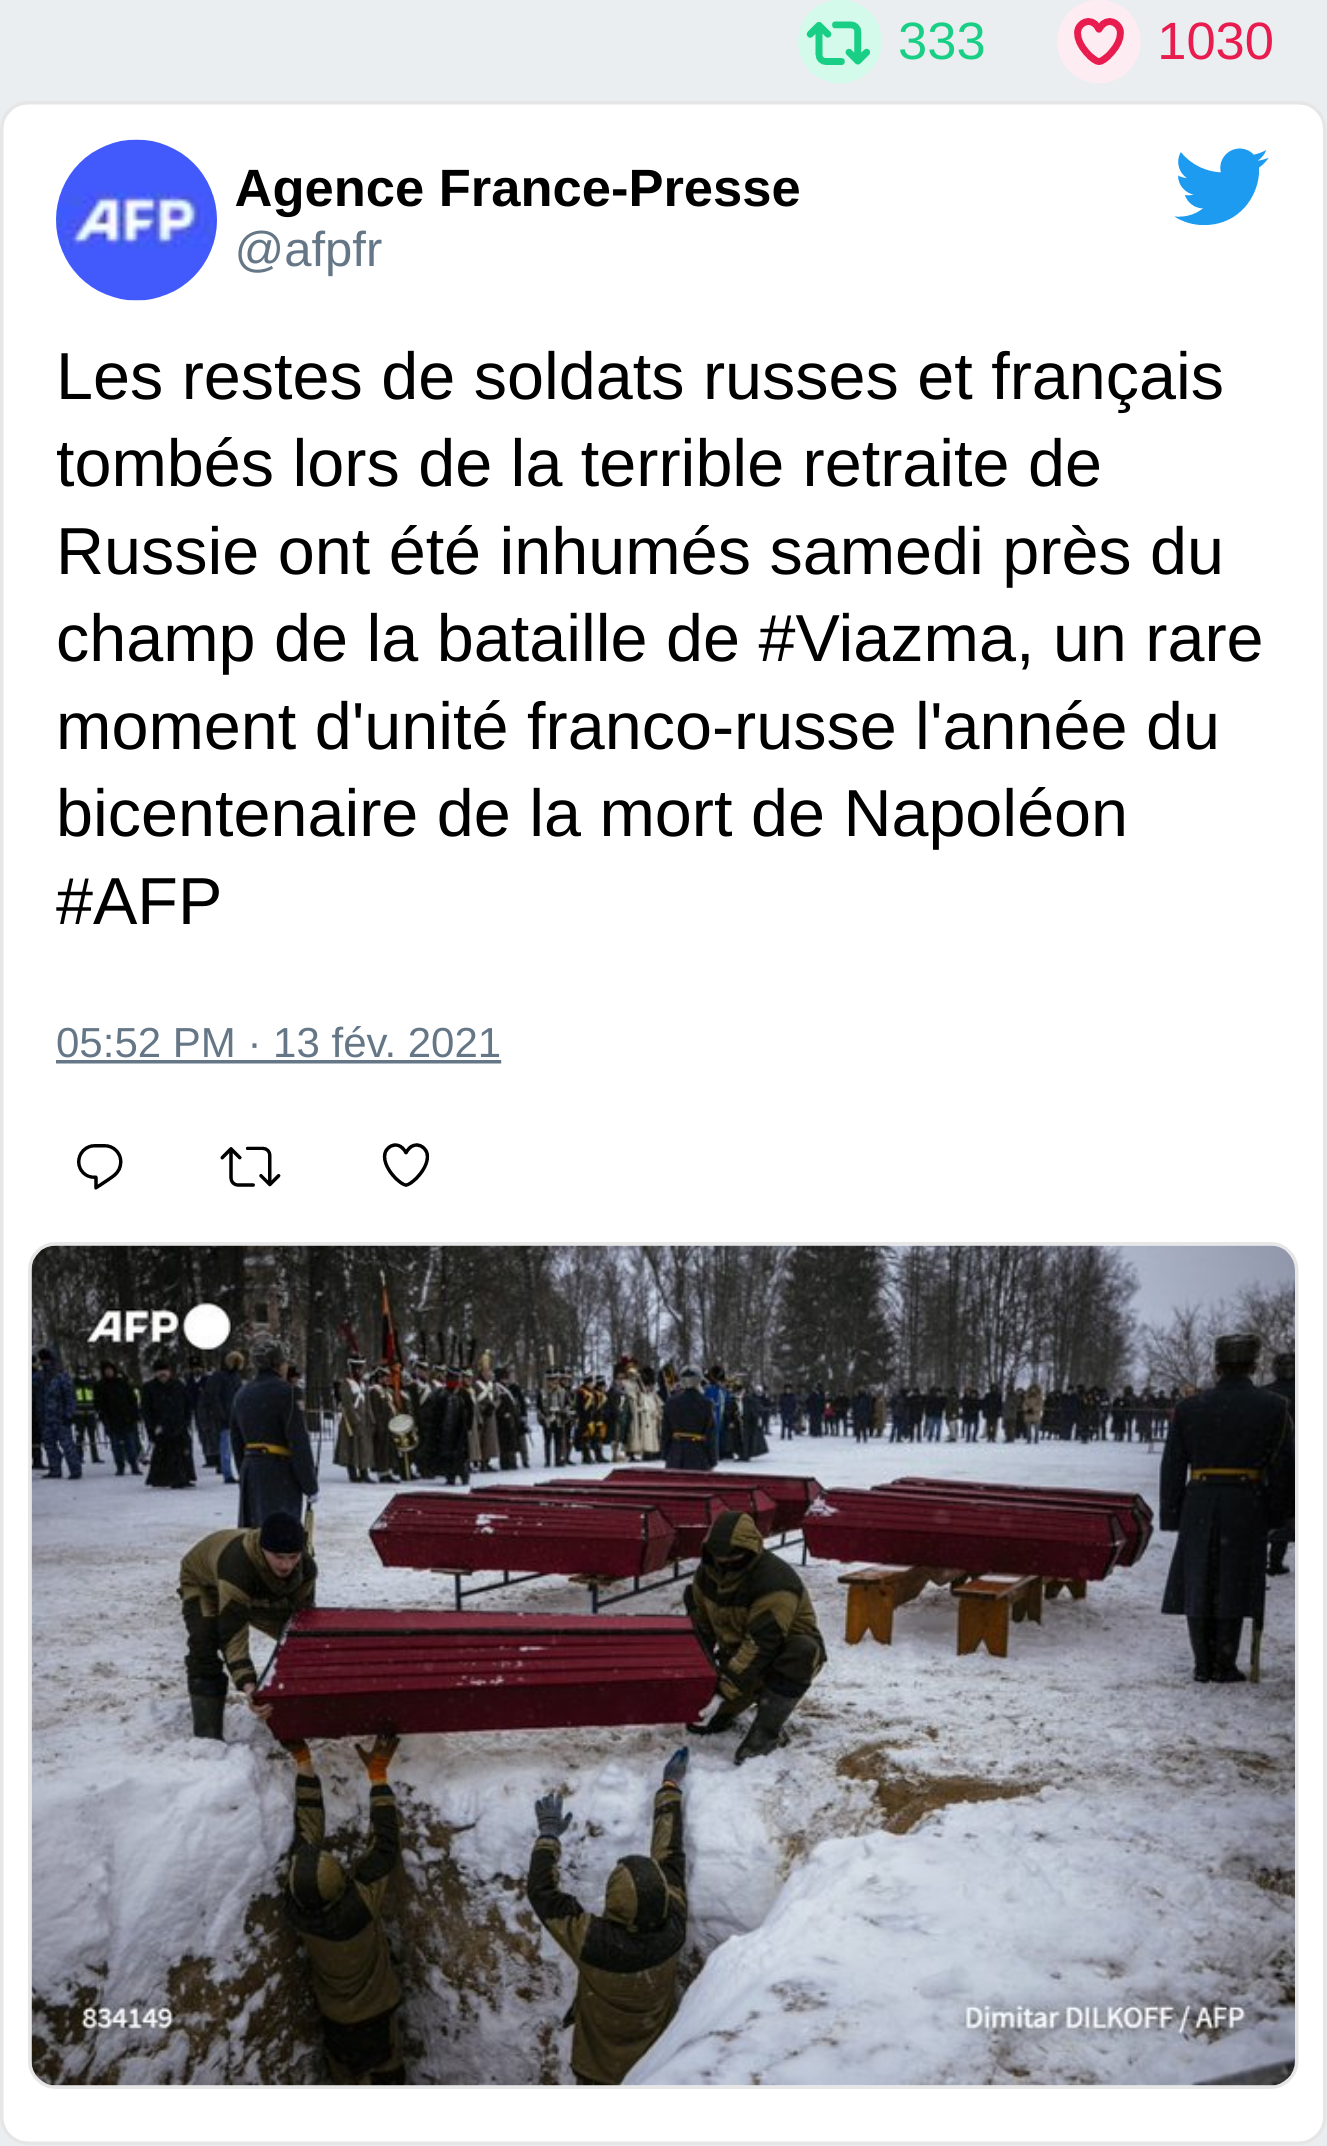 333 1030
AFP
Agence France-Presse
@afpfr
Les restes de soldats russes et français
tombés lors de la terrible retraite de
Russie ont été inhumés samedi près du
champ de la bataille de #Viazma, un rare
moment d'unité franco-russe l'année du
bicentenaire de la mort de Napoléon
#AFP
05:52 PM · 13 fév. 2021
AFP
834149
Dimitar DILKOFF / AFP